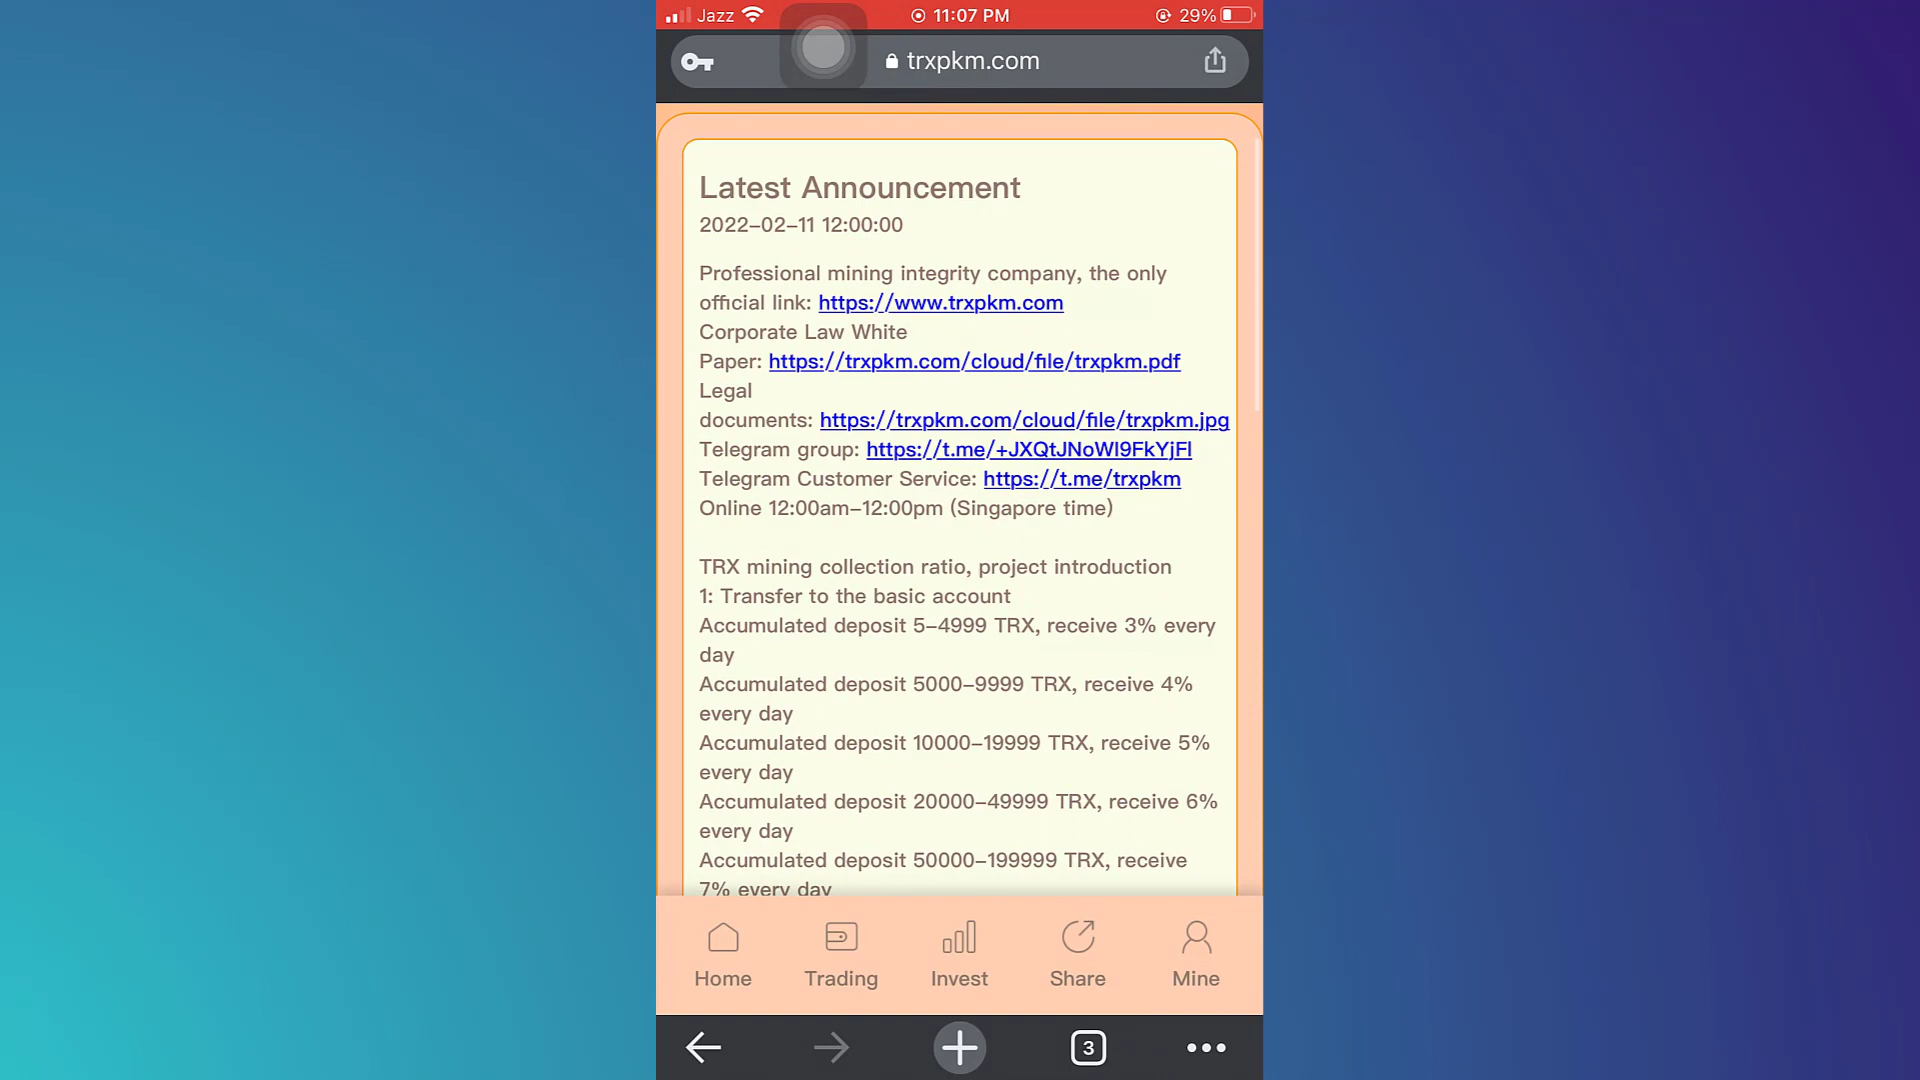 Jazz 11:07 PM 29%
trxpkm.com
Latest Announcement
2022-02-11 12:00:00
Professional mining integrity company, the only
official link: https://www.trxpkm.com
Corporate Law White
Paper: https://trxpkm.com/cloud/file/trxpkm.pdf
Legal
documents: https://trxpkm.com/cloud/file/trxpkm.jpg
Telegram group: https://t.me/+JXQtJNoWl9FkYjFl
Telegram Customer Service: https://t.me/trxpkm
Online 12:00am-12:00pm (Singapore time)
TRX mining collection ratio, project introduction
1: Transfer to the basic account
Accumulated deposit 5-4999 TRX, receive 3% every
day
Accumulated deposit 5000-9999 TRX, receive 4%
every day
Accumulated deposit 10000-19999 TRX, receive 5%
every day
Accumulated deposit 20000-49999 TRX, receive 6%
every day
Accumulated deposit 50000-199999 TRX, receive
7% every day
Home Trading Invest Share Mine
3